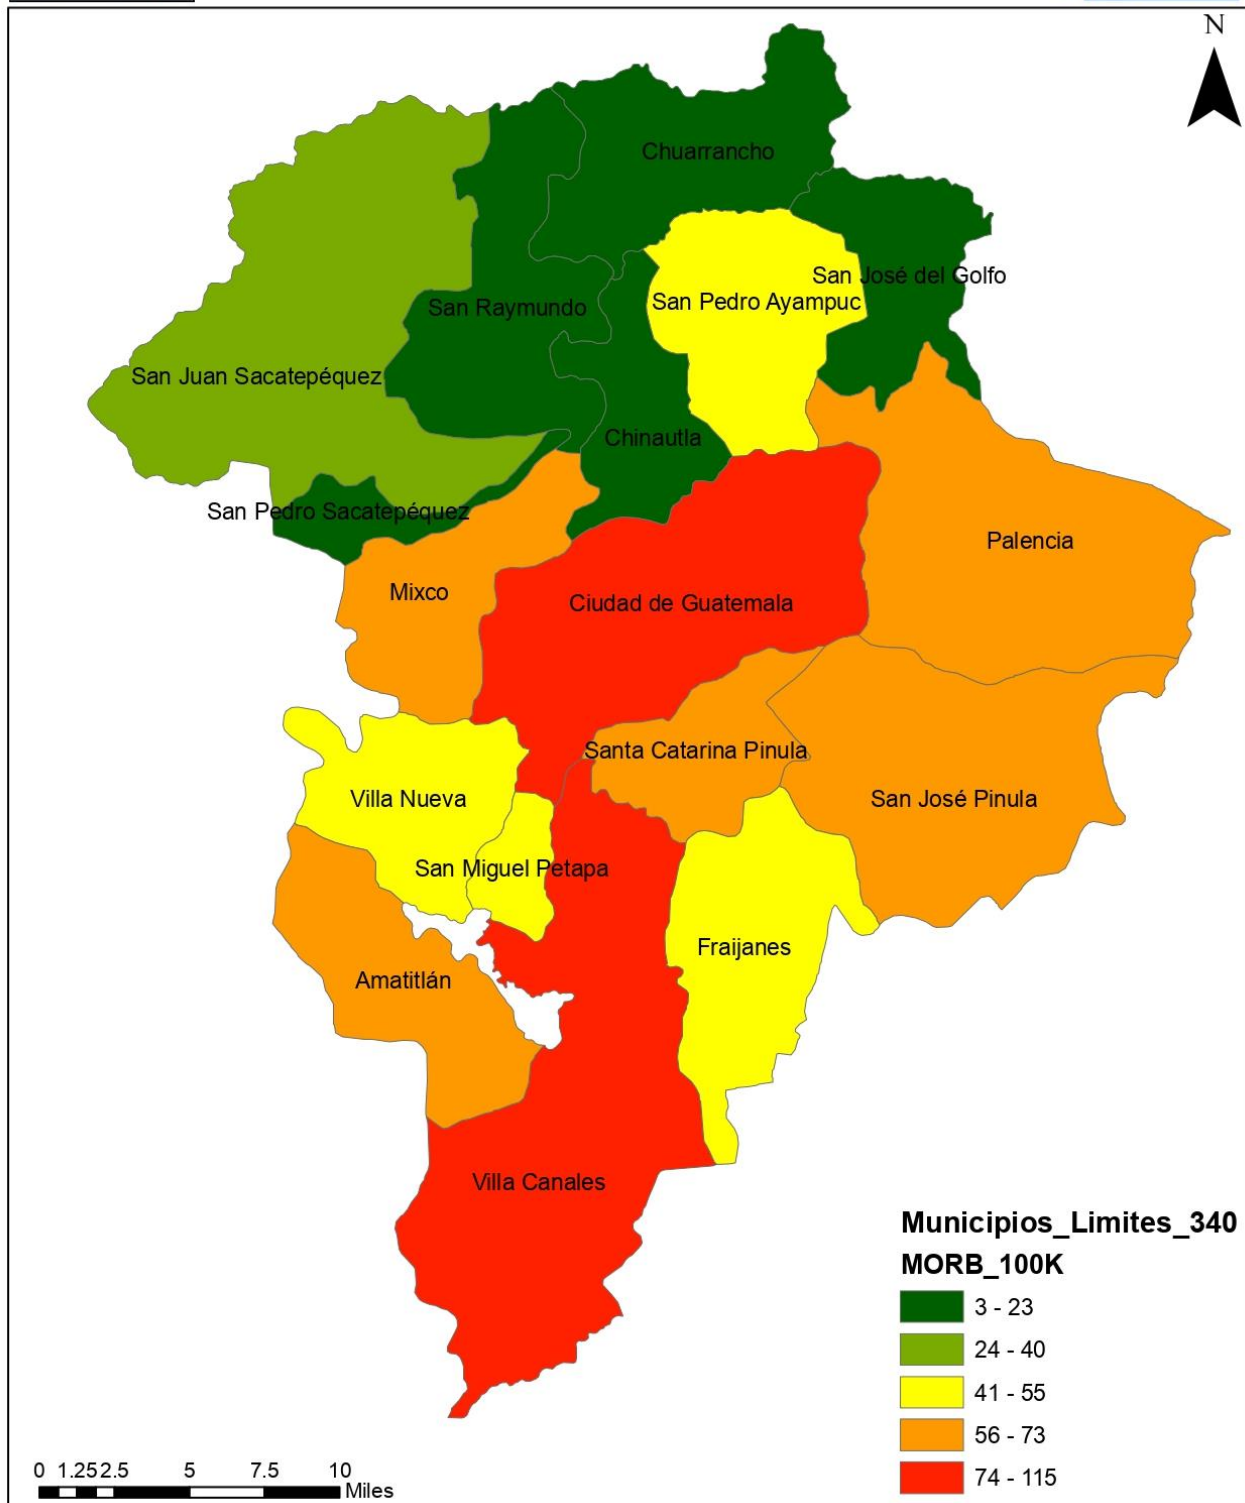 N
Chuarrancho
San José del Golfo
San Pedro Ayampuc
San Raymundo
San Juan Sacatepéquez
Chinautla
San Pedro Sacatepéquez
Palencia
Mixco
Ciudad de Guatemala
Santa Catarina Pinula
Villa Nueva
San José Pinula
San Miguel Petapa
Fraijanes
Amatitlán
Villa Canales
Municipios_Limites_340
MORB_100K
3 - 23
24 - 40
41 - 55
56 - 73
74 - 115
0 1.25 2.5 5 7.5 10
Miles